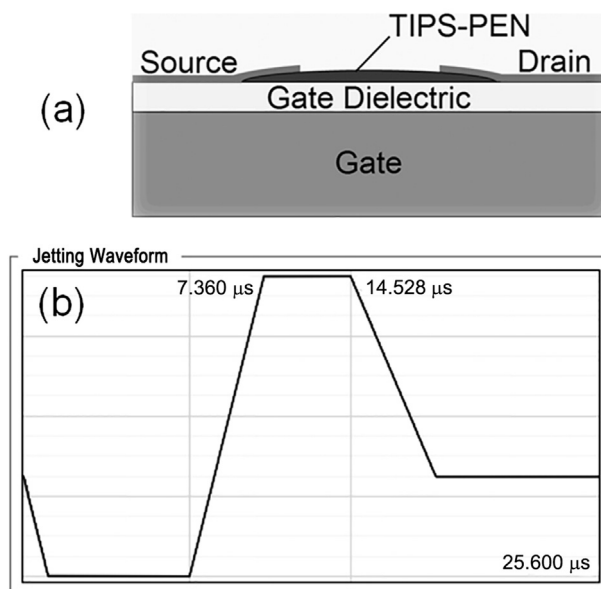 TIPS-PEN
Source
Drain
Gate Dielectric
(a)
Gate
Jetting Waveform
(b)
7.360 μs
14.528 μs
25.600 μs